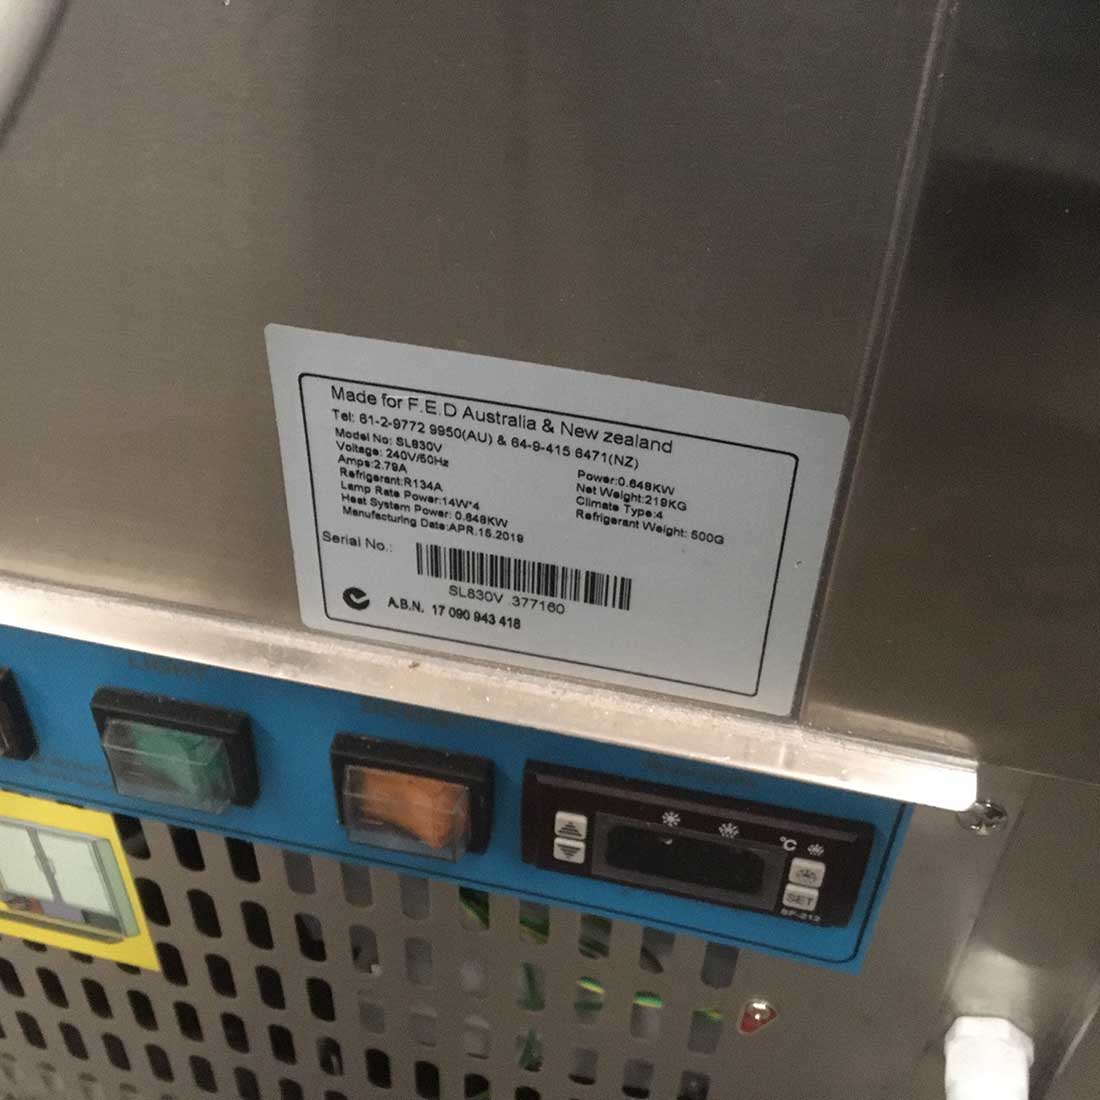 Made for F.E.D Australia & New zealand
Tel: 61-2-9772 9950(AU) & 64-9-415 6471(NZ)
Model No: SL830V
Voltage: 240V/50Hz
Amps:2.79A
Refrigerant:R134A
Lamp Rate Power:14W*4
Heat System Power: 0.648KW
Manufacturing Date:APR.15.2019
Power:0.648KW
Net Weight:219KG
Climate Type:4
Refrigerant Weight: 500G
Serial No.:
SL830V 377160
A.B.N. 17 090 943 418
°C
SET
SF-213